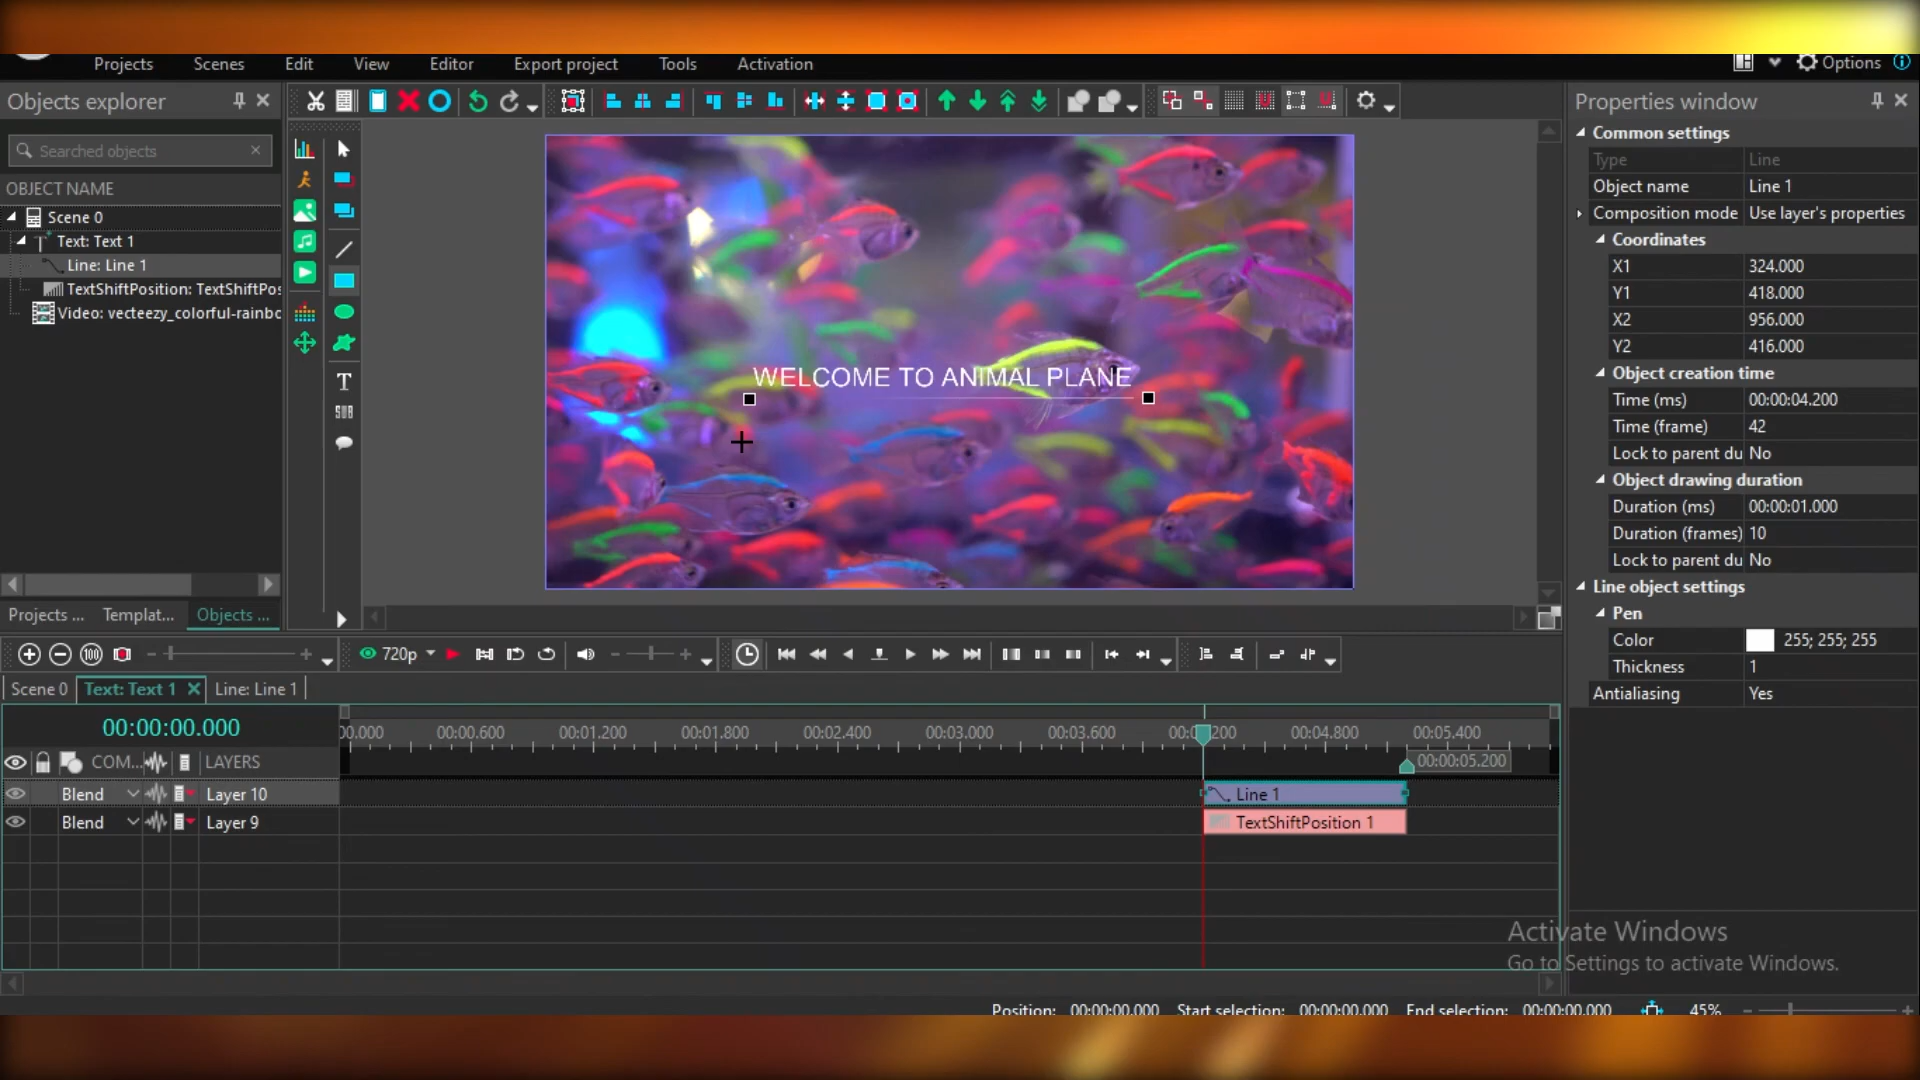 Projects Scenes Edit View Editor Export project Tools Activation Options
Objects explorer
Searched objects
OBJECT NAME
Scene 0
Text: Text 1
Line: Line 1
TextShiftPosition: TextShiftPos
Video: vecteezy_colorful-rainbo
Projects ... Templat... Objects ...
T
SUB
WELCOME TO ANIMAL PLANE
Properties window
Common settings
Type Line
Object name Line 1
Composition mode Use layer's properties
Coordinates
X1 324.000
Y1 418.000
X2 956.000
Y2 416.000
Object creation time
Time (ms) 00:00:04.200
Time (frame) 42
Lock to parent du No
Object drawing duration
Duration (ms) 00:00:01.000
Duration (frames) 10
Lock to parent du No
Line object settings
Pen
Color 255; 255; 255
Thickness 1
Antialiasing Yes
100 720p
Scene 0 Text: Text 1 Line: Line 1
00:00:00.000
00.000 00:00.600 00:01.200 00:01.800 00:02.400 00:03.000 00:03.600 00:0 200 00:04.800 00:05.400
00:00:05.200
COM... LAYERS
Blend Layer 10 Line 1
Blend Layer 9 TextShiftPosition 1
Activate Windows
Go to Settings to activate Windows.
Position: 00:00:00.000 Start selection: 00:00:00.000 End selection: 00:00:00.000 45%